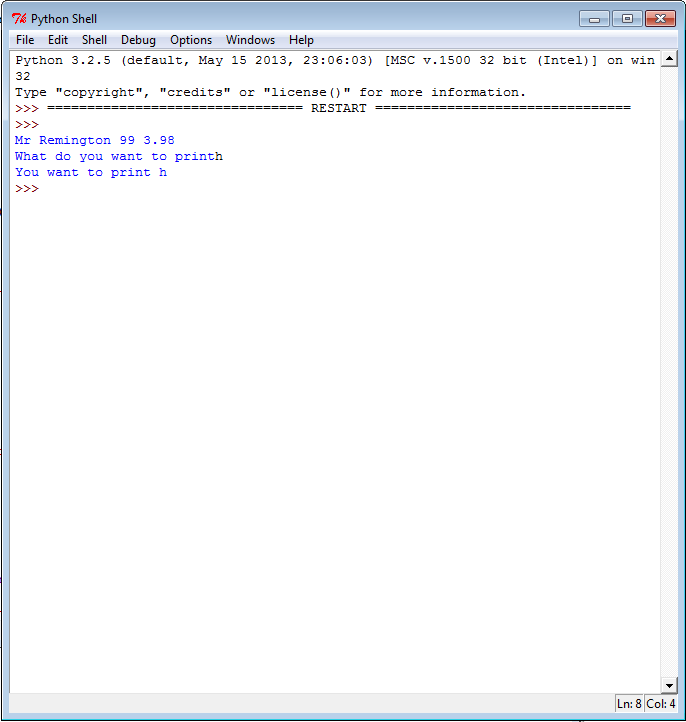 Python Shell
File Edit Shell Debug Options Windows Help
Python 3.2.5 (default, May 15 2013, 23:06:03) [MSC v.1500 32 bit (Intel)] on win
32
Type "copyright", "credits" or "license()" for more information.
>>> ================================ RESTART ================================
>>>
Mr Remington 99 3.98
What do you want to printh
You want to print h
>>>
Ln: 8 Col: 4